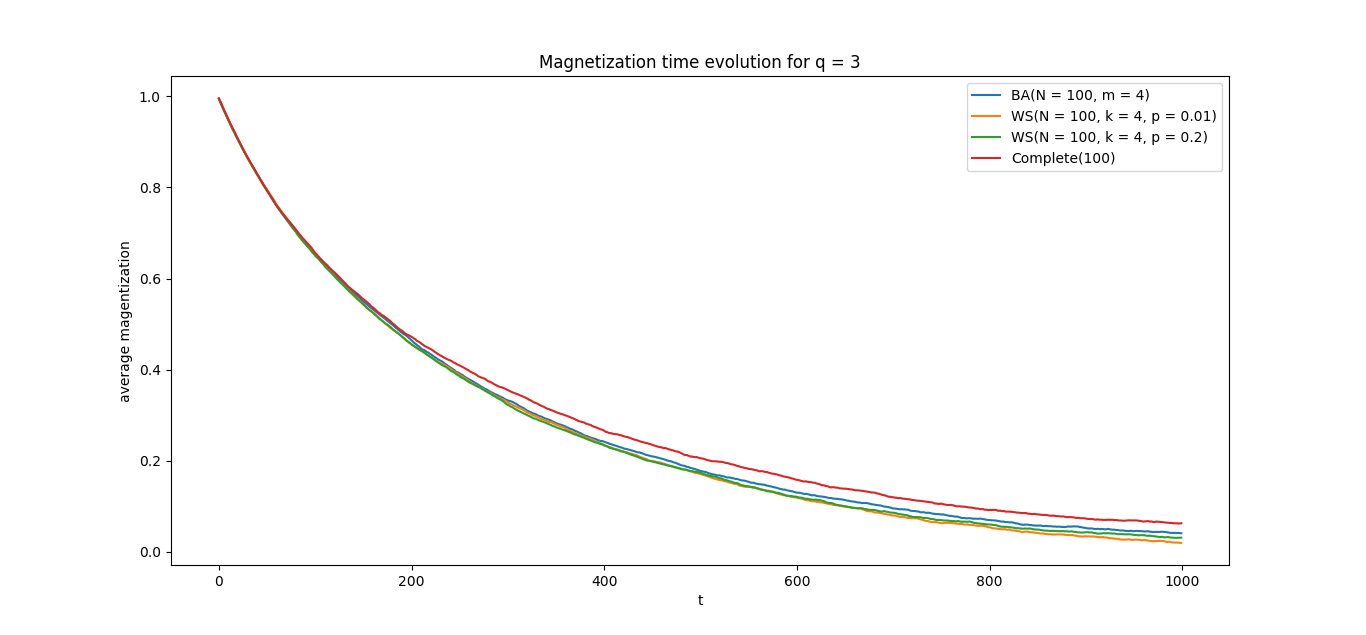 Magnetization time evolution for q = 3
BA(N = 100, m = 4)
WS(N = 100, k = 4, p = 0.01)
WS(N = 100, k = 4, p = 0.2)
Complete(100)
average magentization
1.0
0.8
0.6
0.4
0.2
0.0
0 200 400 600 800 1000
t